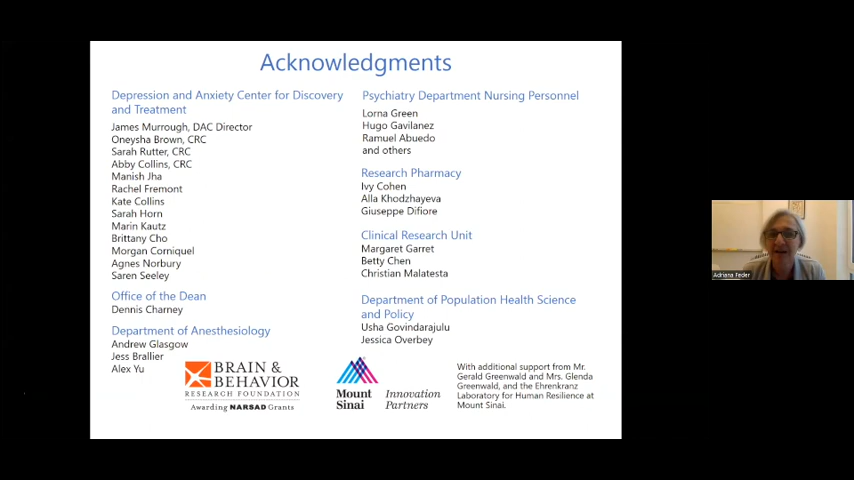 Acknowledgments
Depression and Anxiety Center for Discovery
and Treatment
James Murrough, DAC Director
Oneysha Brown, CRC
Sarah Rutter, CRC
Abby Collins, CRC
Manish Jha
Rachel Fremont
Kate Collins
Sarah Horn
Marin Kautz
Brittany Cho
Morgan Corniquel
Agnes Norbury
Saren Seeley
Office of the Dean
Dennis Charney
Department of Anesthesiology
Andrew Glasgow
Jess Brallier
Alex Yu
Psychiatry Department Nursing Personnel
Lorna Green
Hugo Gavilanez
Ramuel Abuedo
and others
Research Pharmacy
Ivy Cohen
Alla Khodzhayeva
Giuseppe Difiore
Clinical Research Unit
Margaret Garret
Betty Chen
Christian Malatesta
Department of Population Health Science
and Policy
Usha Govindarajulu
Jessica Overbey
BRAIN &
BEHAVIOR
RESEARCH FOUNDATION
Awarding NARSAD Grants
Mount
Sinai
Innovation
Partners
With additional support from Mr.
Gerald Greenwald and Mrs. Glenda
Greenwald, and the Ehrenkranz
Laboratory for Human Resilience at
Mount Sinai.
Adriana Feder